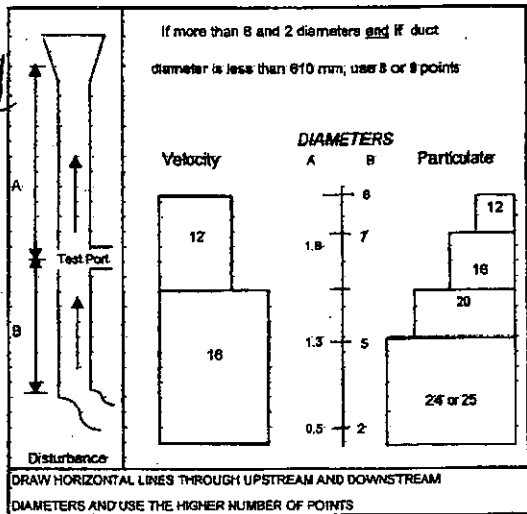 If more than 8 and 2 diameters and if duct
diameter is less than 610 mm; use 8 or 9 points
DIAMETERS
Velocity
A
B
Particulate
A
B
Test Port
Disturbance
12
16
8
1.8
7
1.3
5
0.5
2
12
16
20
24 or 25
DRAW HORIZONTAL LINES THROUGH UPSTREAM AND DOWNSTREAM
DIAMETERS AND USE THE HIGHER NUMBER OF POINTS